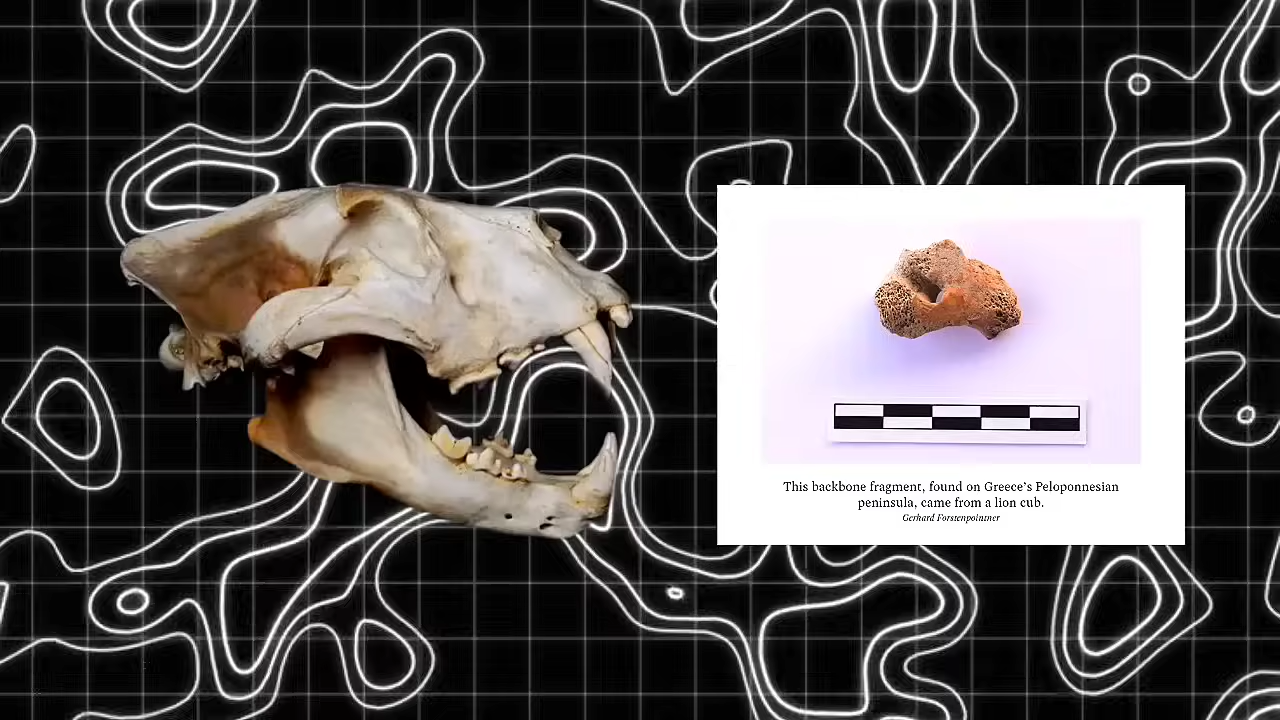 This backbone fragment, found on Greece's Peloponnesian
peninsula, came from a lion cub.
Gerhard Forstenpointner